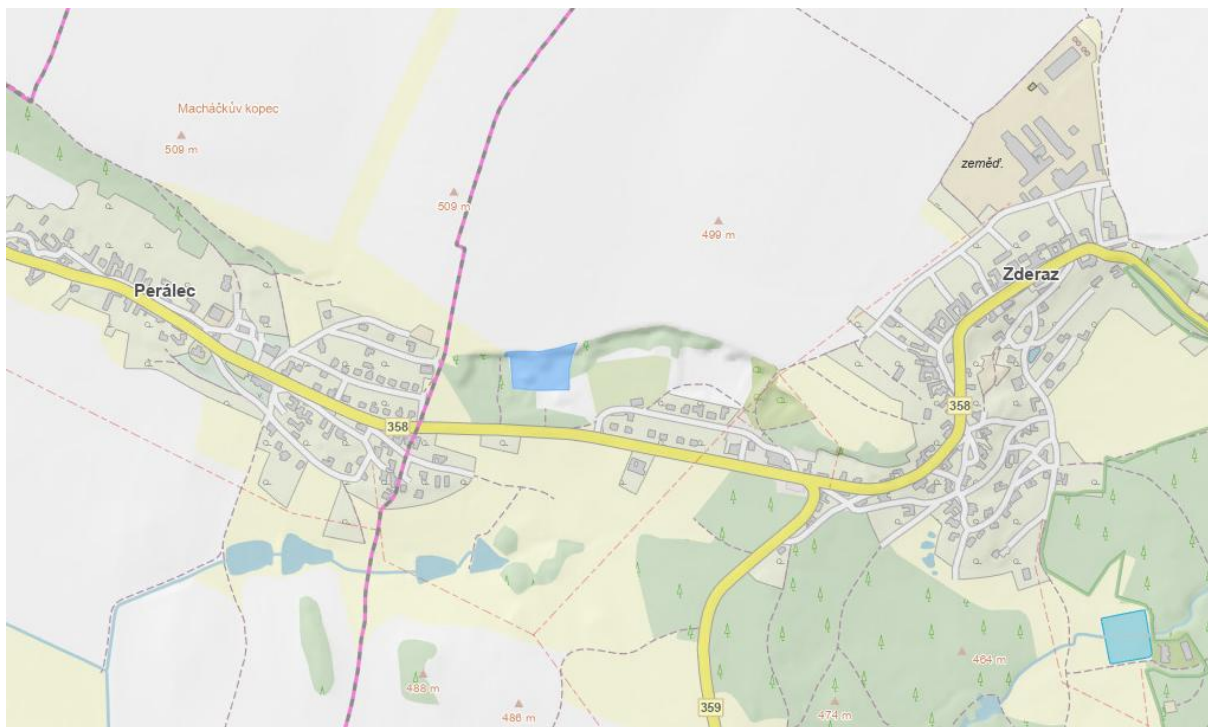 Macháčkův kopec
509 m
509 m
499 m
zeměď.
Zderaz
Perálec
358
358
464 m
488 m
486 m
359
474 m